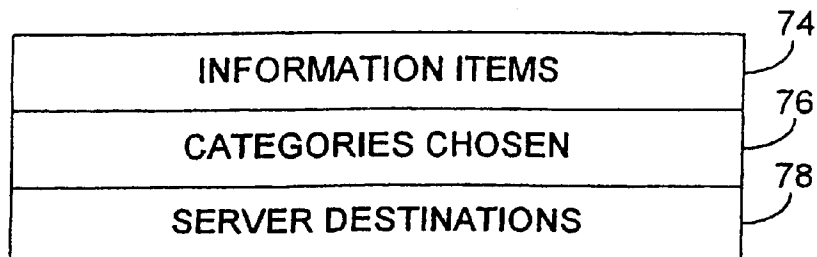 74
INFORMATION ITEMS
76
CATEGORIES CHOSEN
78
SERVER DESTINATIONS